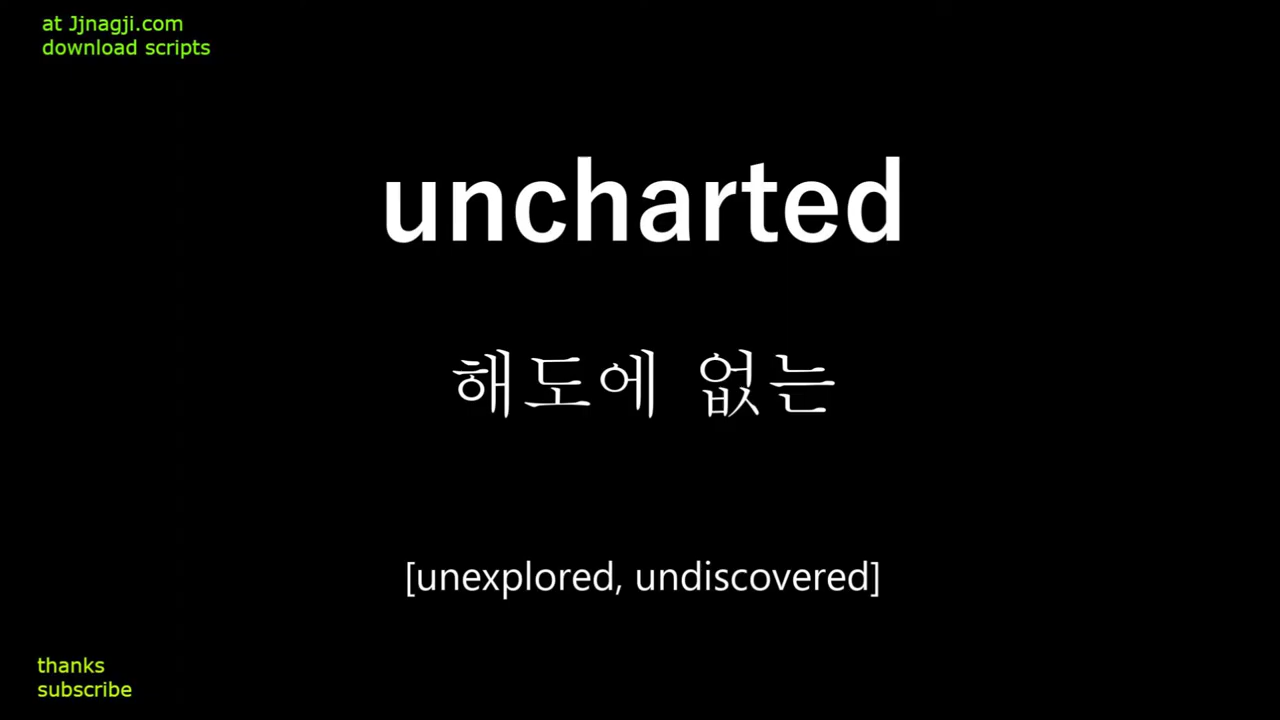 at Jjnagji.com
download scripts
uncharted
해도에 없는
[unexplored, undiscovered]
thanks
subscribe